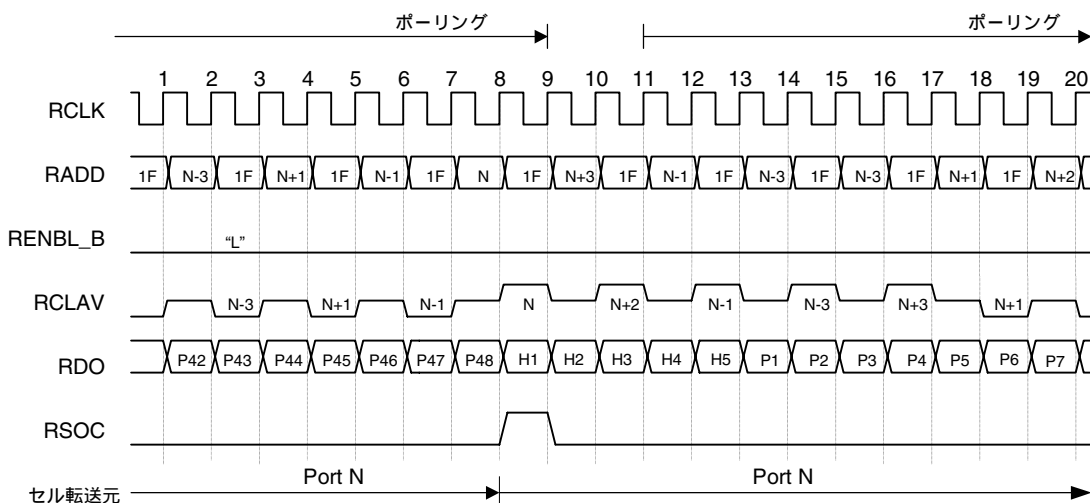 ポーリング ポーリング
1 2 3 4 5 6 7 8 9 10 11 12 13 14 15 16 17 18 19 20
RCLK
RADD 1F N-3 1F N+1 1F N-1 1F N 1F N+3 1F N-1 1F N-3 1F N-3 1F N+1 1F N+2
RENBL_B “L”
RCLAV N-3 N+1 N-1 N N+2 N-1 N-3 N+3 N+1
RDO P42 P43 P44 P45 P46 P47 P48 H1 H2 H3 H4 H5 P1 P2 P3 P4 P5 P6 P7
RSOC
セル転送元 Port N Port N